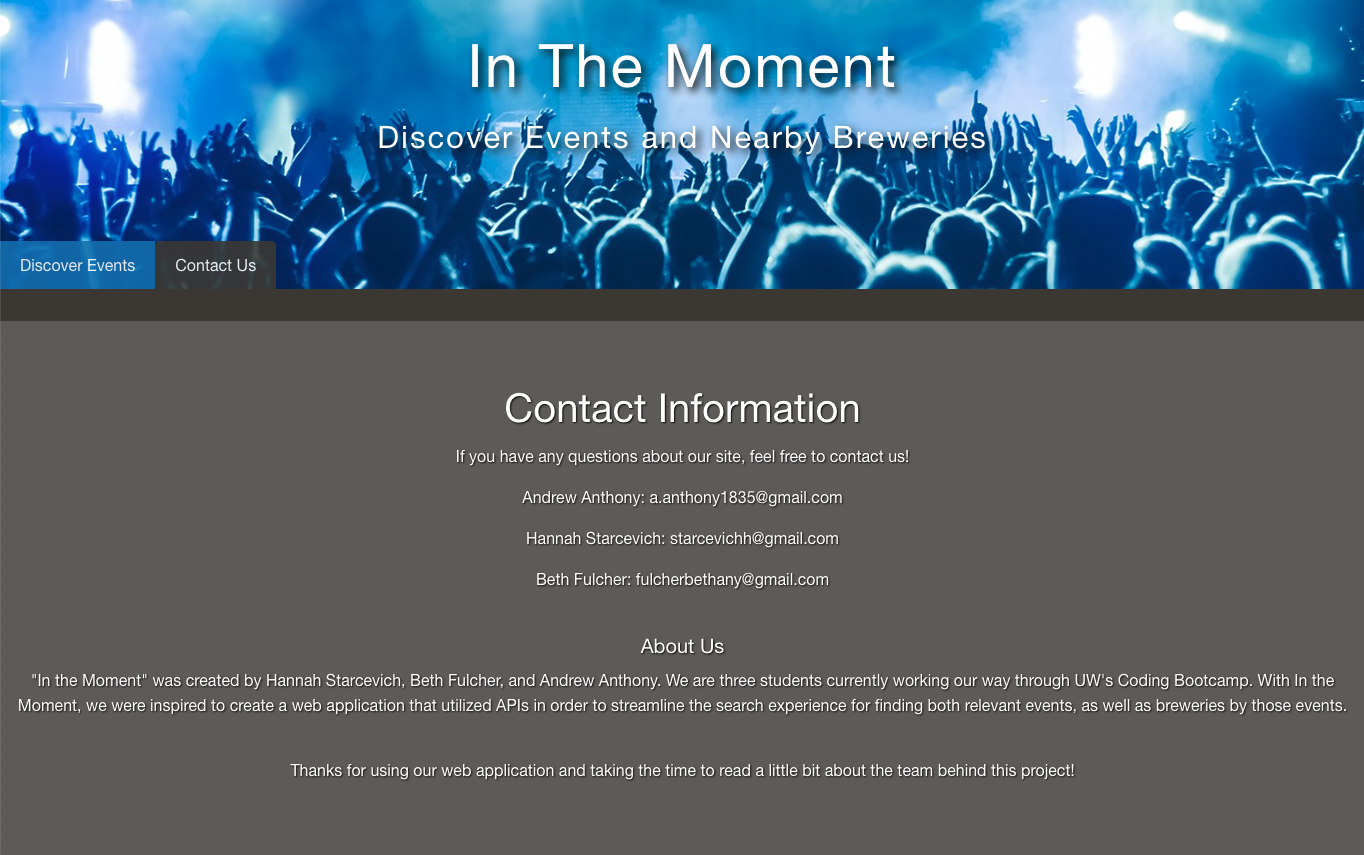 In The Moment
Discover Events and Nearby Breweries
Discover Events
Contact Us
Contact Information
If you have any questions about our site, feel free to contact us!
Andrew Anthony: a.anthony1835@gmail.com
Hannah Starcevich: starcevichh@gmail.com
Beth Fulcher: fulcherbethany@gmail.com
About Us
"In the Moment" was created by Hannah Starcevich, Beth Fulcher, and Andrew Anthony. We are three students currently working our way through UW's Coding Bootcamp. With In the
Moment, we were inspired to create a web application that utilized APIs in order to streamline the search experience for finding both relevant events, as well as breweries by those events.
Thanks for using our web application and taking the time to read a little bit about the team behind this project!